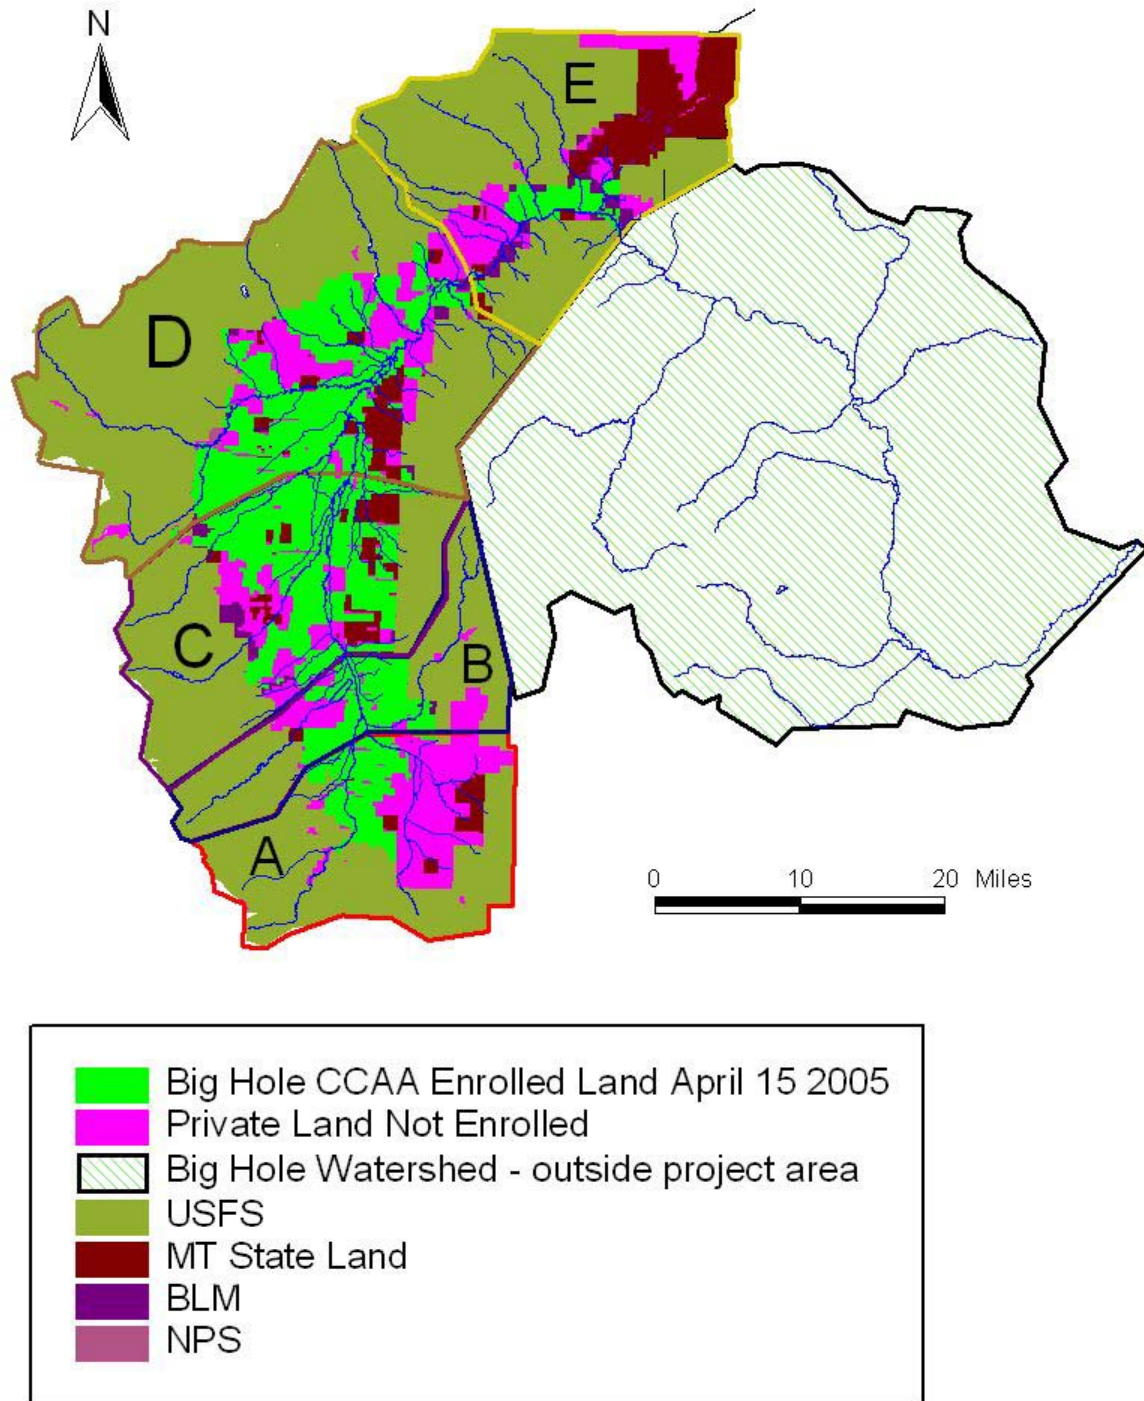 N
E
D
C
B
A
0 10 20 Miles
Big Hole CCAA Enrolled Land April 15 2005
Private Land Not Enrolled
Big Hole Watershed - outside project area
USFS
MT State Land
BLM
NPS